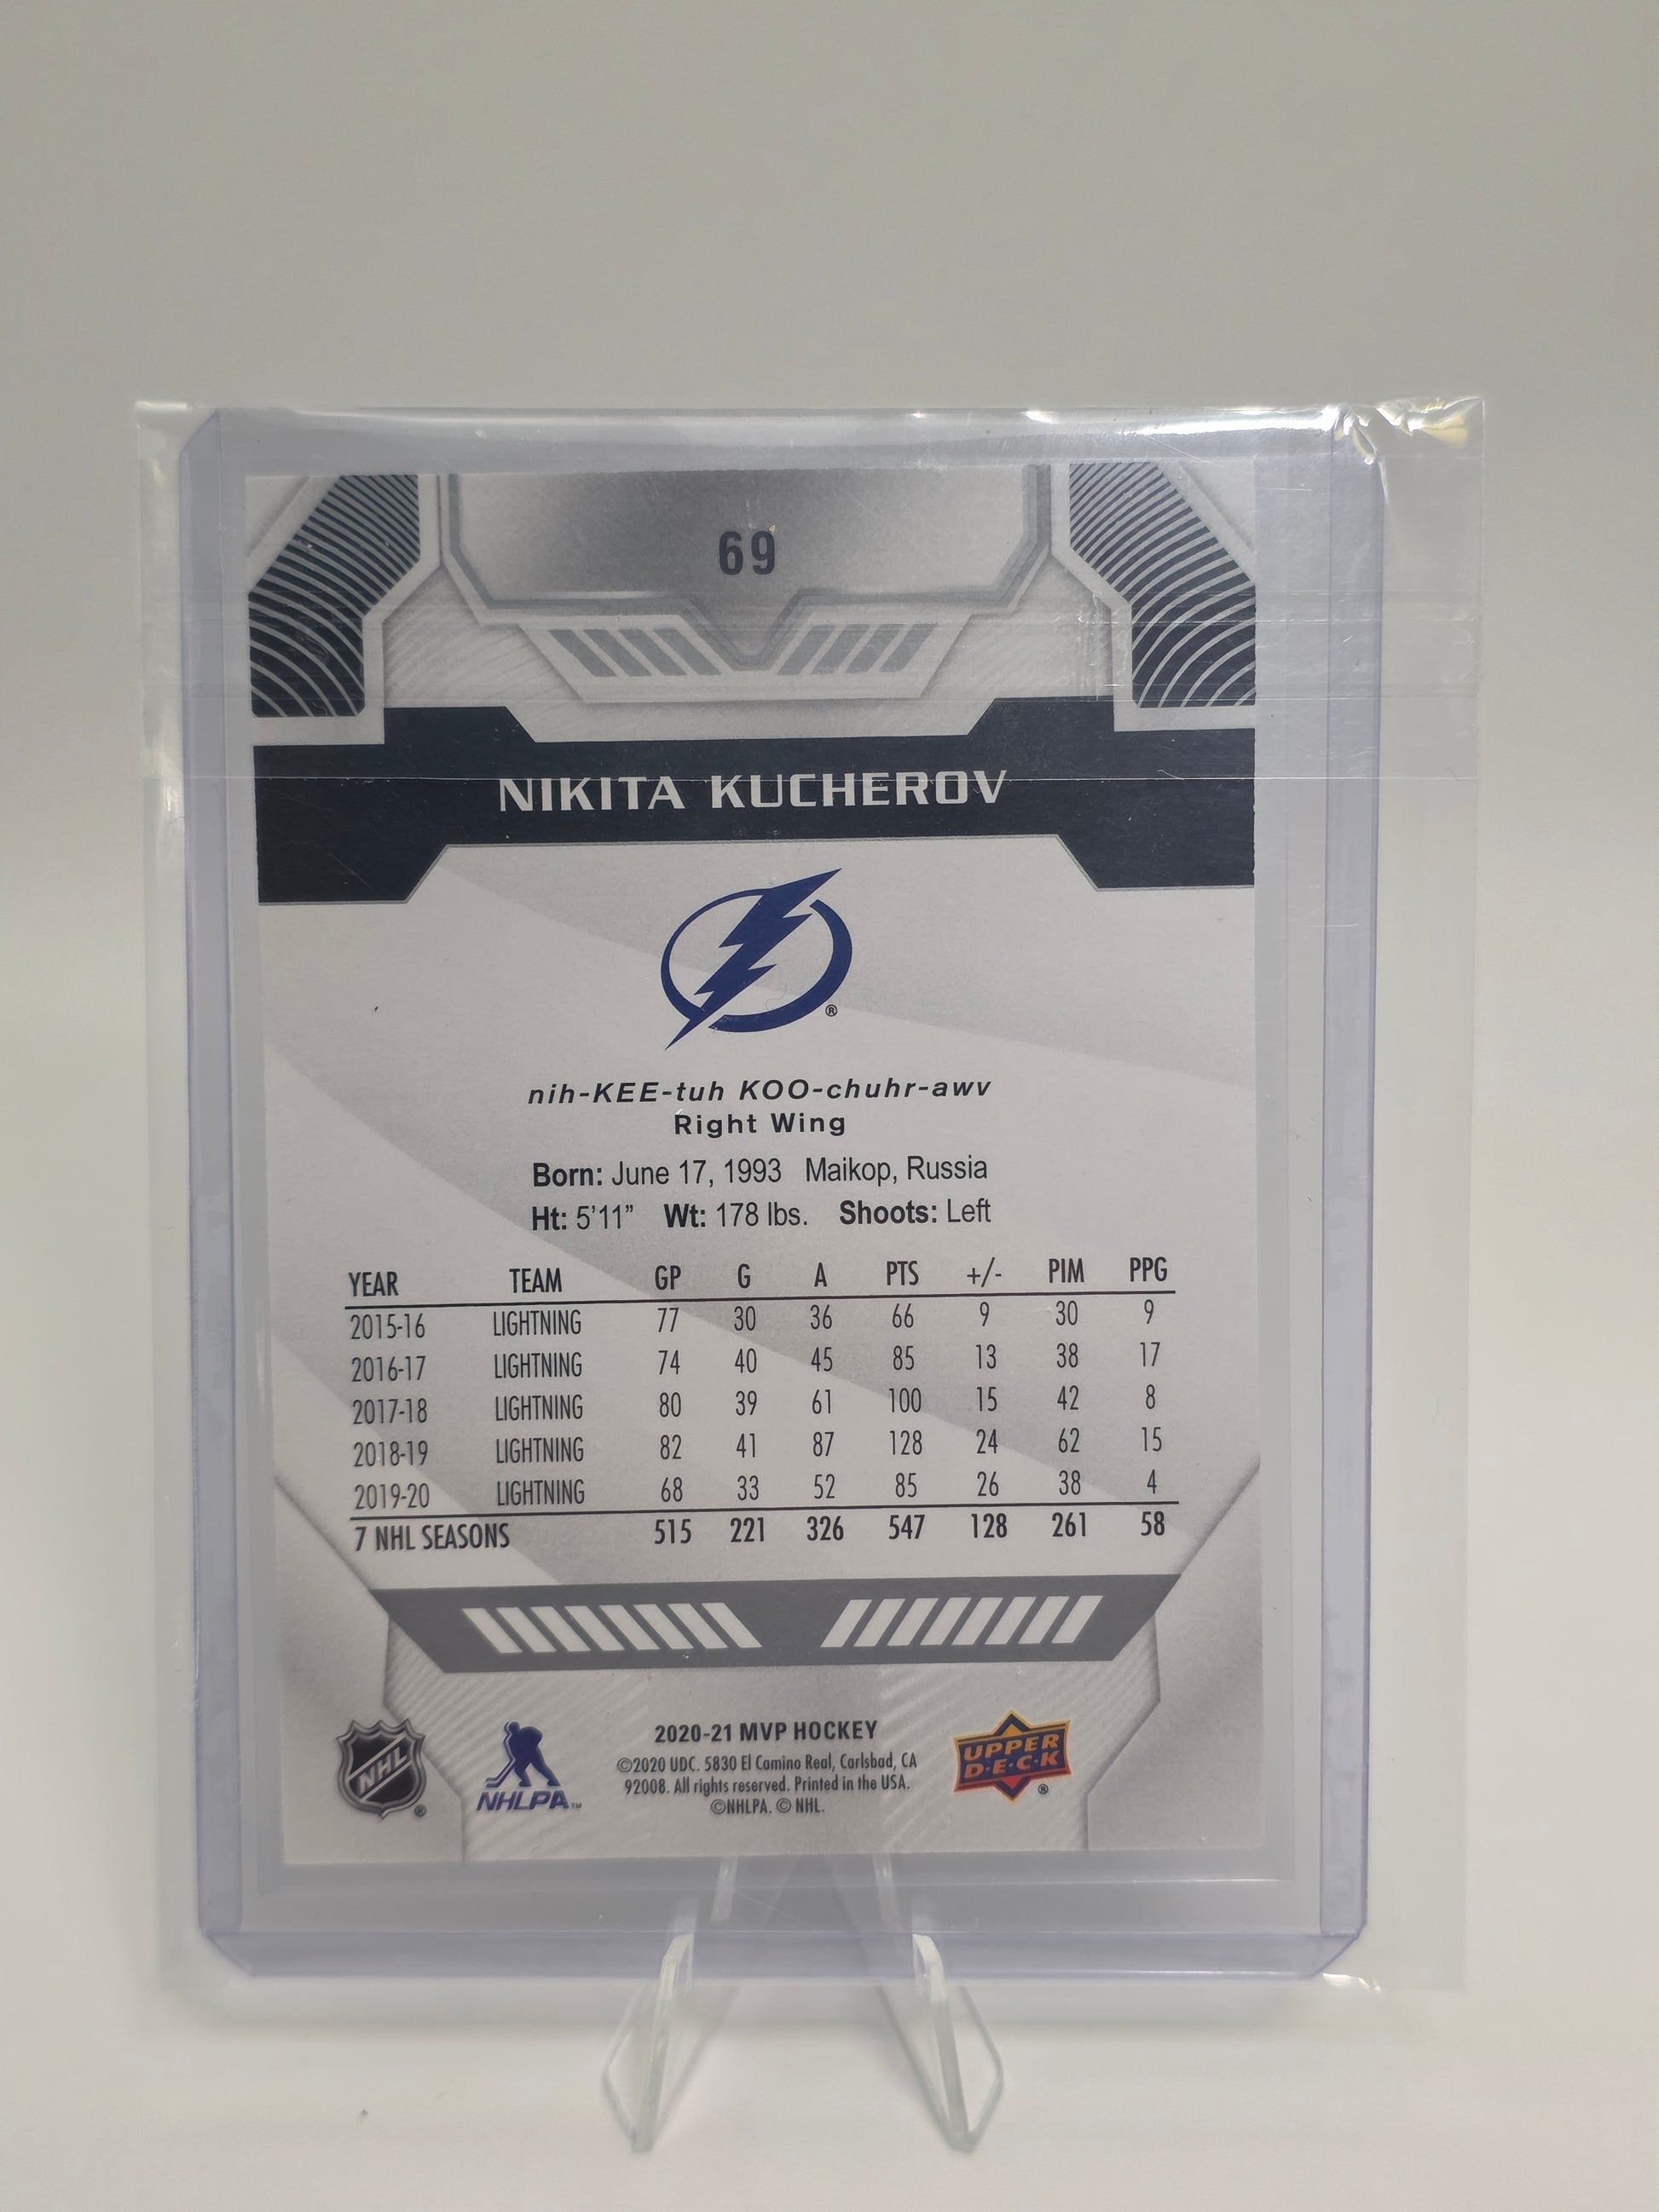 69
NIKITA KUCHEROV
®
nih-KEE-tuh KOO-chuhr-awv
Right Wing
Born: June 17, 1993 Maikop, Russia
Ht: 5'11” Wt: 178 lbs. Shoots: Left
YEAR TEAM GP G A PTS +/- PIM PPG
2015-16 LIGHTNING 77 30 36 66 9 30 9
2016-17 LIGHTNING 74 40 45 85 13 38 17
2017-18 LIGHTNING 80 39 61 100 15 42 8
2018-19 LIGHTNING 82 41 87 128 24 62 15
2019-20 LIGHTNING 68 33 52 85 26 38 4
7 NHL SEASONS 515 221 326 547 128 261 58
NHL ®
NHLPA™
2020-21 MVP HOCKEY
©2020 UDC. 5830 El Camino Real, Carlsbad, CA
92008. All rights reserved. Printed in the USA.
©NHLPA. © NHL.
UPPER
D·E·C·K ®